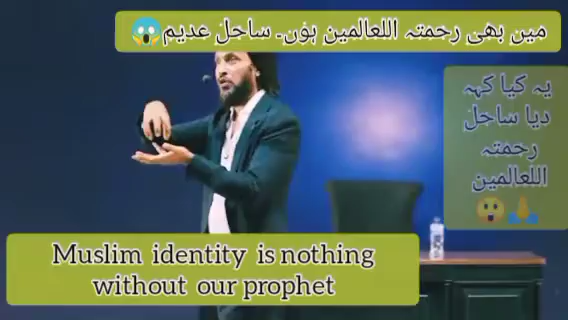 میں بھی رحمتہ اللعالمین ہوں۔ ساحل عدیم😱
یہ کیا کہہ
دیا ساحل
رحمتہ
اللعالمین
😲🙏
Muslim identity is nothing
without our prophet